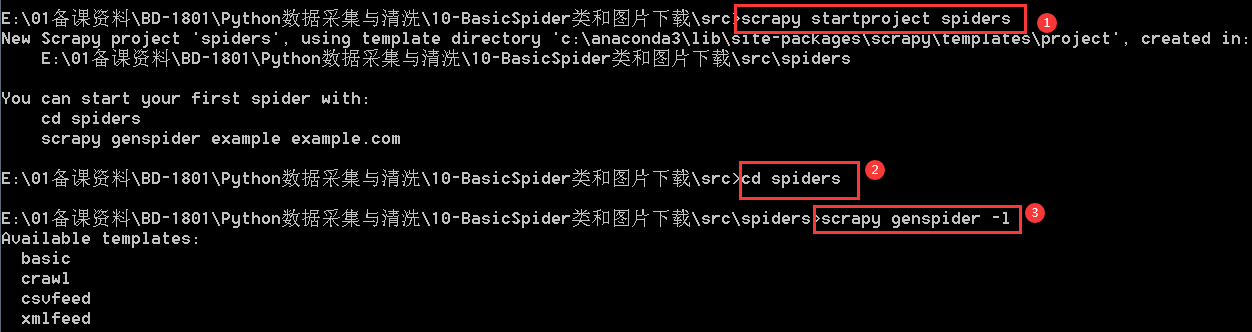 E:\01备课资料\BD-1801\Python数据采集与清洗\10-BasicSpider类和图片下载\src>scrapy startproject spiders 1
New Scrapy project 'spiders', using template directory 'c:\anaconda3\lib\site-packages\scrapy\templates\project', created in:
    E:\01备课资料\BD-1801\Python数据采集与清洗\10-BasicSpider类和图片下载\src\spiders
You can start your first spider with:
    cd spiders
    scrapy genspider example example.com
E:\01备课资料\BD-1801\Python数据采集与清洗\10-BasicSpider类和图片下载\src>cd spiders 2
E:\01备课资料\BD-1801\Python数据采集与清洗\10-BasicSpider类和图片下载\src\spiders>scrapy genspider -l 3
Available templates:
  basic
  crawl
  csvfeed
  xmlfeed